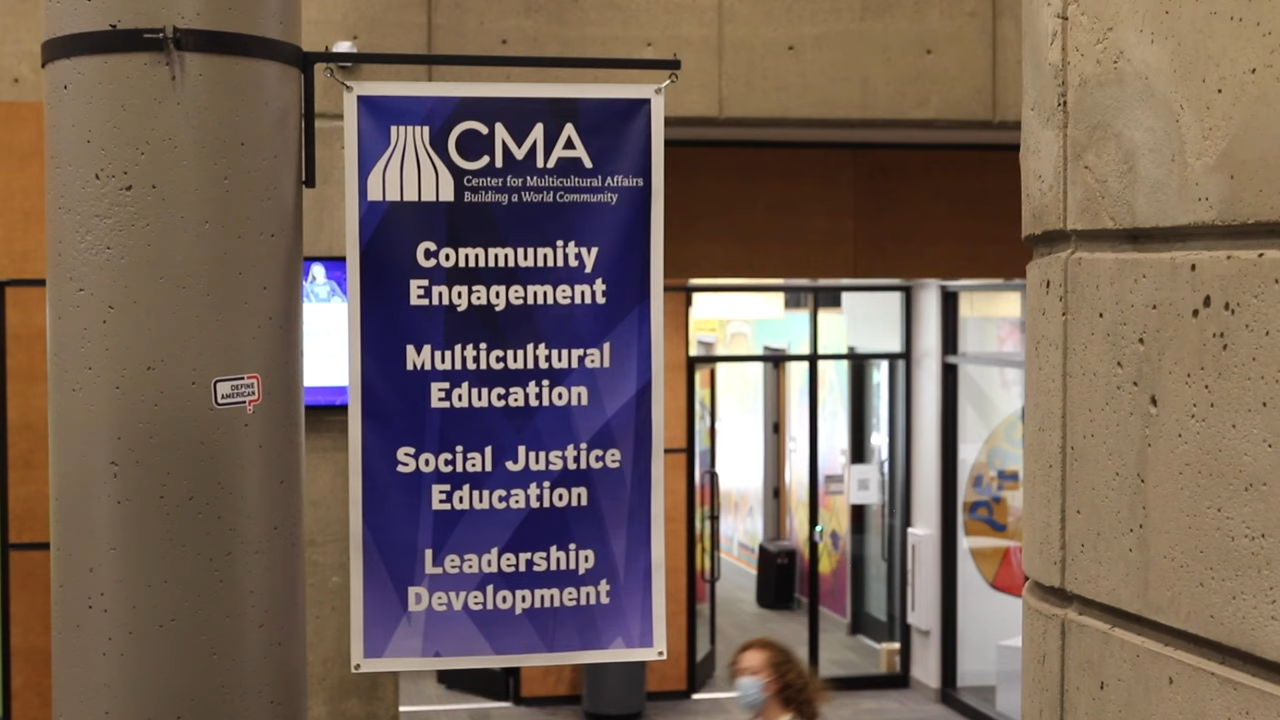 CMA
Center for Multicultural Affairs
Building a World Community
Community
Engagement
Multicultural
Education
Social Justice
Education
Leadership
Development
DEFINE
AMERICAN